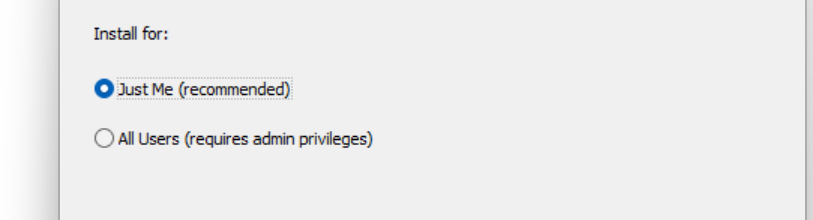 Install for:
Just Me (recommended)
All Users (requires admin privileges)